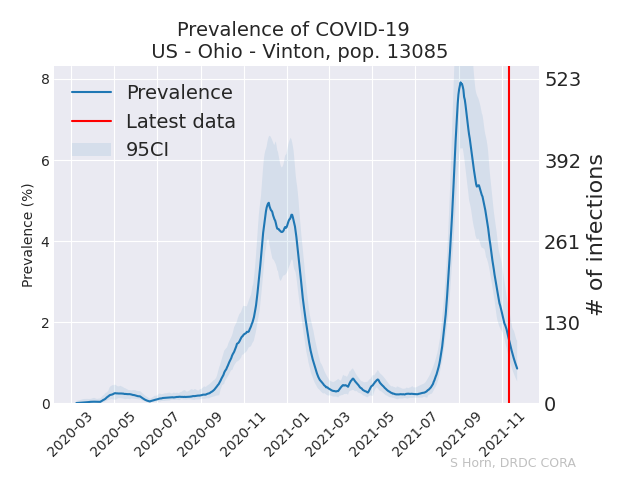 Prevalence of COVID-19
US - Ohio - Vinton, pop. 13085
Prevalence
Latest data
95CI
Prevalence (%)
8
6
4
2
0
523
392
261
130
0
# of infections
2020-03
2020-05
2020-07
2020-09
2020-11
2021-01
2021-03
2021-05
2021-07
2021-09
2021-11
S Horn, DRDC CORA